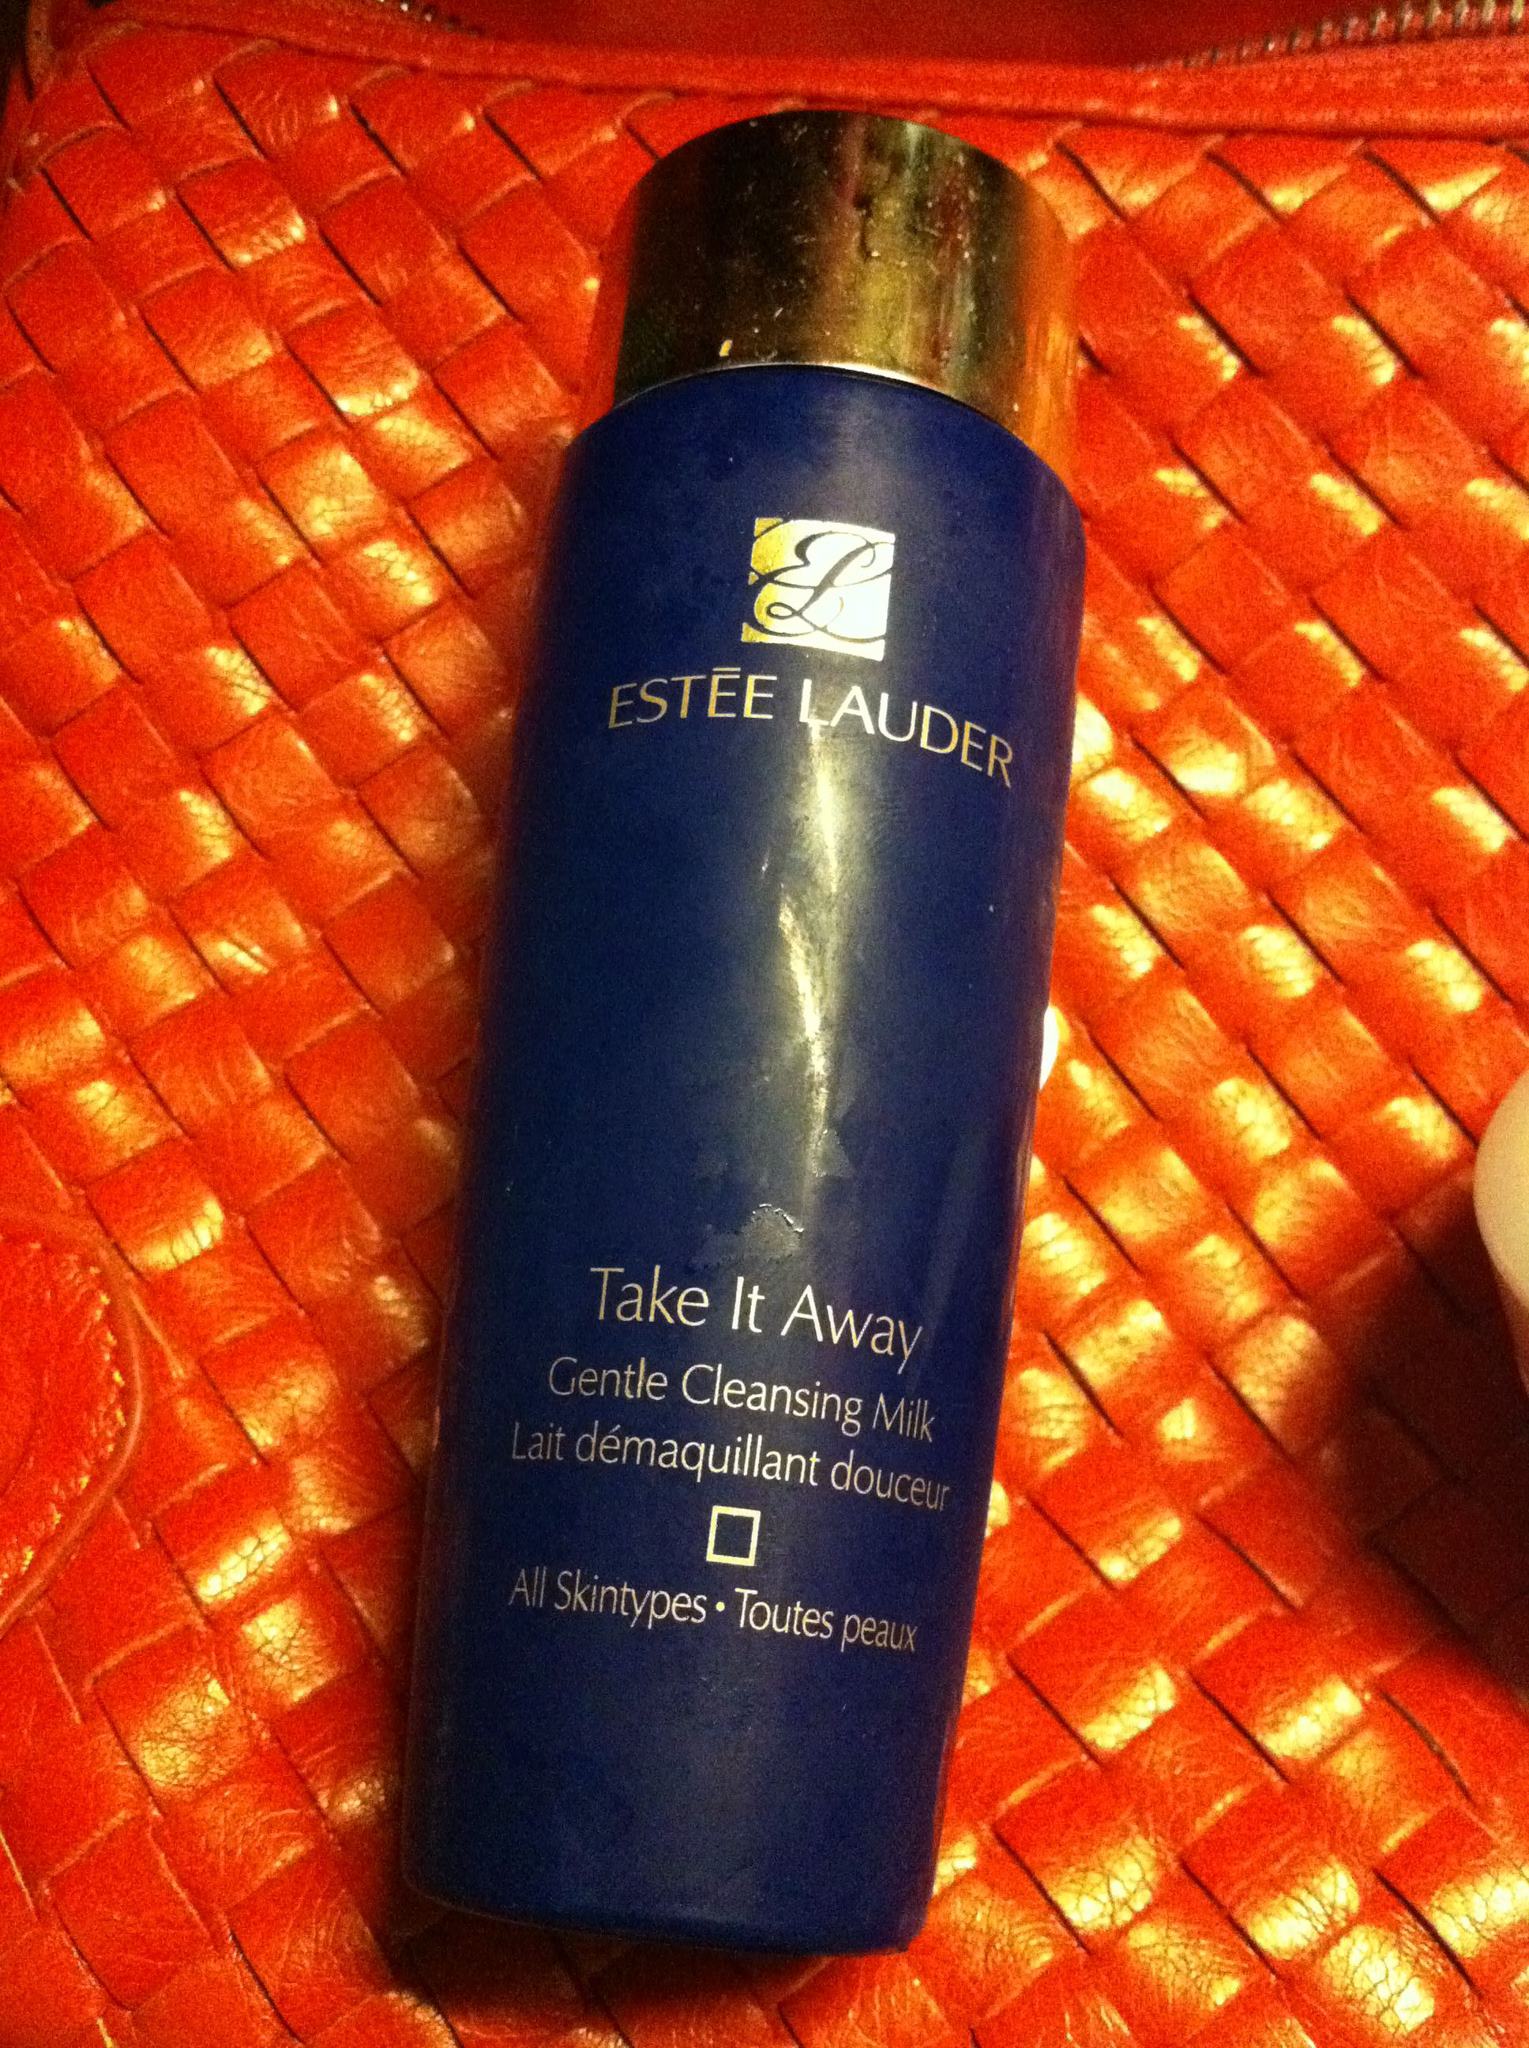 ESTĒE LAUDER
Take It Away
Gentle Cleansing Milk
Lait démaquillant douceur
All Skintypes • Toutes peaux